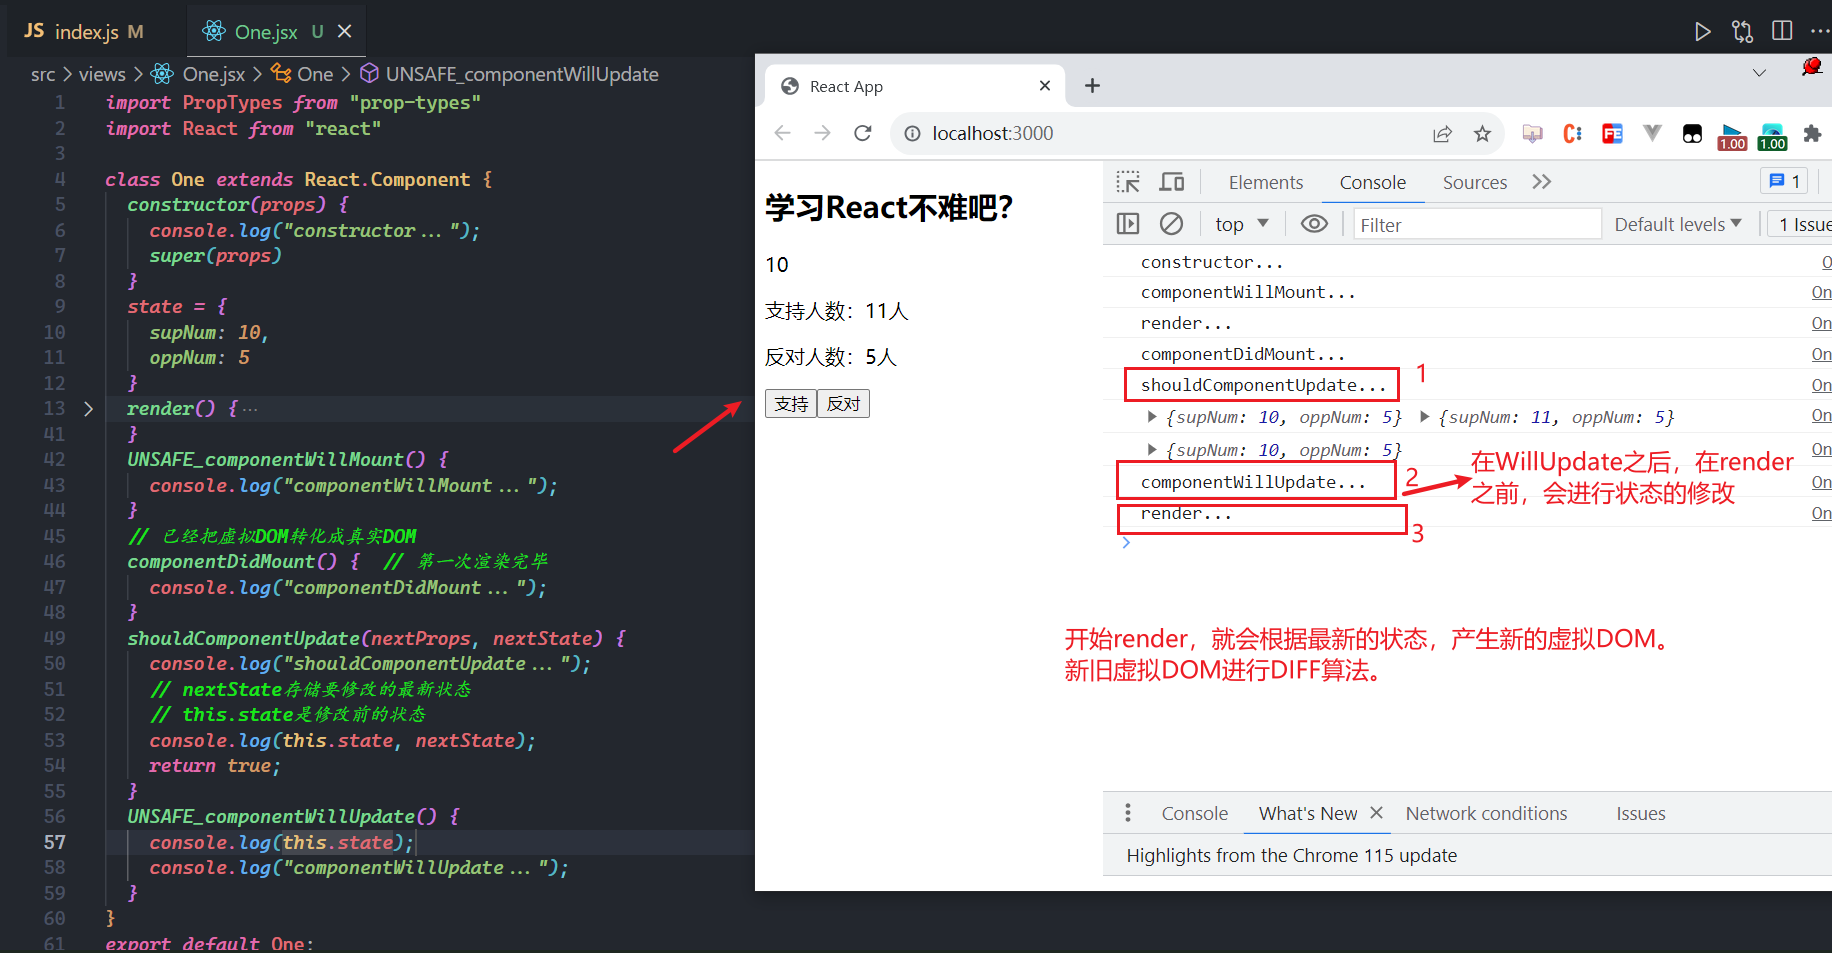 JS index.js M
One.jsx U
src > views > One.jsx > One > UNSAFE_componentWillUpdate
1 import PropTypes from "prop-types"
2 import React from "react"
3
4 class One extends React.Component {
5 constructor(props) {
6 console.log("constructor...");
7 super(props)
8 }
9 state = {
10 supNum: 10,
11 oppNum: 5
12 }
13 render() { ...
41 }
42 UNSAFE_componentWillMount() {
43 console.log("componentWillMount...");
44 }
45 // 已经把虚拟DOM转化成真实DOM
46 componentDidMount() { // 第一次渲染完毕
47 console.log("componentDidMount...");
48 }
49 shouldComponentUpdate(nextProps, nextState) {
50 console.log("shouldComponentUpdate...");
51 // nextState存储要修改的最新状态
52 // this.state是修改前的状态
53 console.log(this.state, nextState);
54 return true;
55 }
56 UNSAFE_componentWillUpdate() {
57 console.log(this.state);
58 console.log("componentWillUpdate...");
59 }
60 }
61 export default One;
React App
localhost:3000
FE
1.00
1.00
学习React不难吧?
10
支持人数：11人
反对人数：5人
支持 反对
Elements Console Sources 1
top Filter Default levels 1 Issue
constructor... O
componentWillMount... On
render... On
componentDidMount... On
shouldComponentUpdate... 1 On
{supNum: 10, oppNum: 5} {supNum: 11, oppNum: 5} On
{supNum: 10, oppNum: 5} On
componentWillUpdate... 2 On
render... 3 On
在WillUpdate之后，在render
之前，会进行状态的修改
开始render，就会根据最新的状态，产生新的虚拟DOM。
新旧虚拟DOM进行DIFF算法。
Console What's New Network conditions Issues
Highlights from the Chrome 115 update